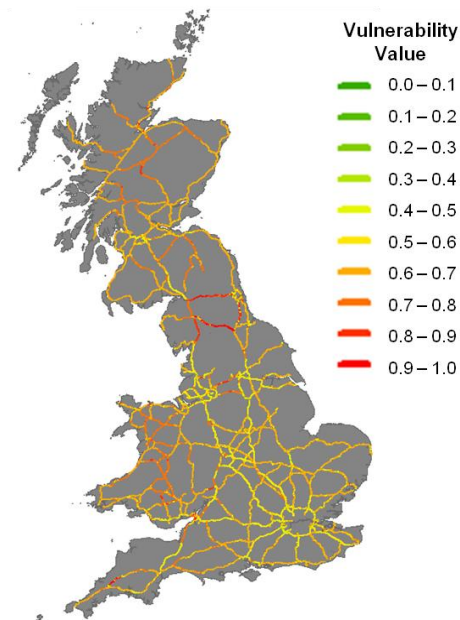 Vulnerability
Value
0.0 – 0.1
0.1 – 0.2
0.2 – 0.3
0.3 – 0.4
0.4 – 0.5
0.5 – 0.6
0.6 – 0.7
0.7 – 0.8
0.8 – 0.9
0.9 – 1.0